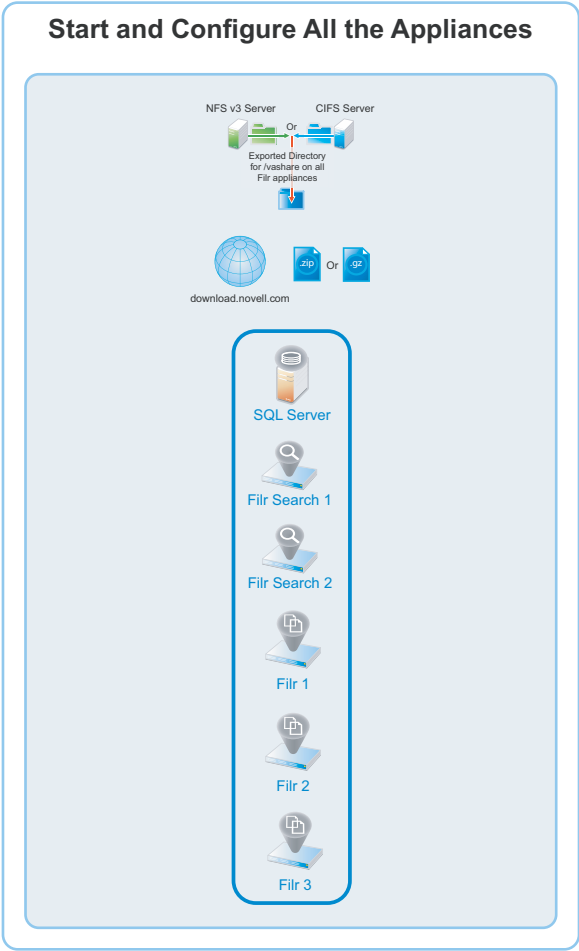 Start and Configure All the Appliances
NFS v3 Server
CIFS Server
Or
Exported Directory
for /vashare on all
Filr appliances
.zip
Or
.gz
download.novell.com
SQL Server
Filr Search 1
Filr Search 2
Filr 1
Filr 2
Filr 3